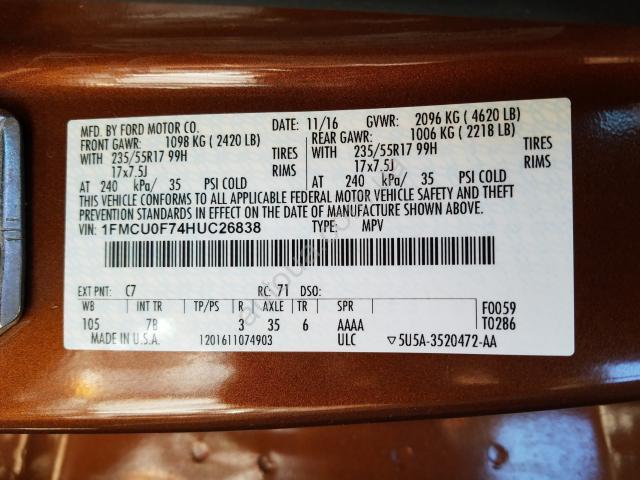 MFD. BY FORD MOTOR CO. DATE: 11/16 GVWR: 2096 KG ( 4620 LB)
FRONT GAWR: 1098 KG ( 2420 LB) REAR GAWR: 1006 KG ( 2218 LB)
WITH 235/55R17 99H TIRES WITH 235/55R17 99H TIRES
17x7.5J RIMS 17x7.5J RIMS
AT 240 kPa/ 35 PSI COLD AT 240 kPa/ 35 PSI COLD
THIS VEHICLE CONFORMS TO ALL APPLICABLE FEDERAL MOTOR VEHICLE SAFETY AND THEFT
PREVENTION STANDARDS IN EFFECT ON THE DATE OF MANUFACTURE SHOWN ABOVE.
VIN: 1FMCU0F74HUC26838 TYPE: MPV
EXT PNT: C7 RC: 71 DSO:
WB INT TR TP/PS R AXLE TR SPR F0059
105 7B 3 35 6 AAAA T0286
MADE IN U.S.A. 1201611074903 ULC ▽5U5A-3520472-AA